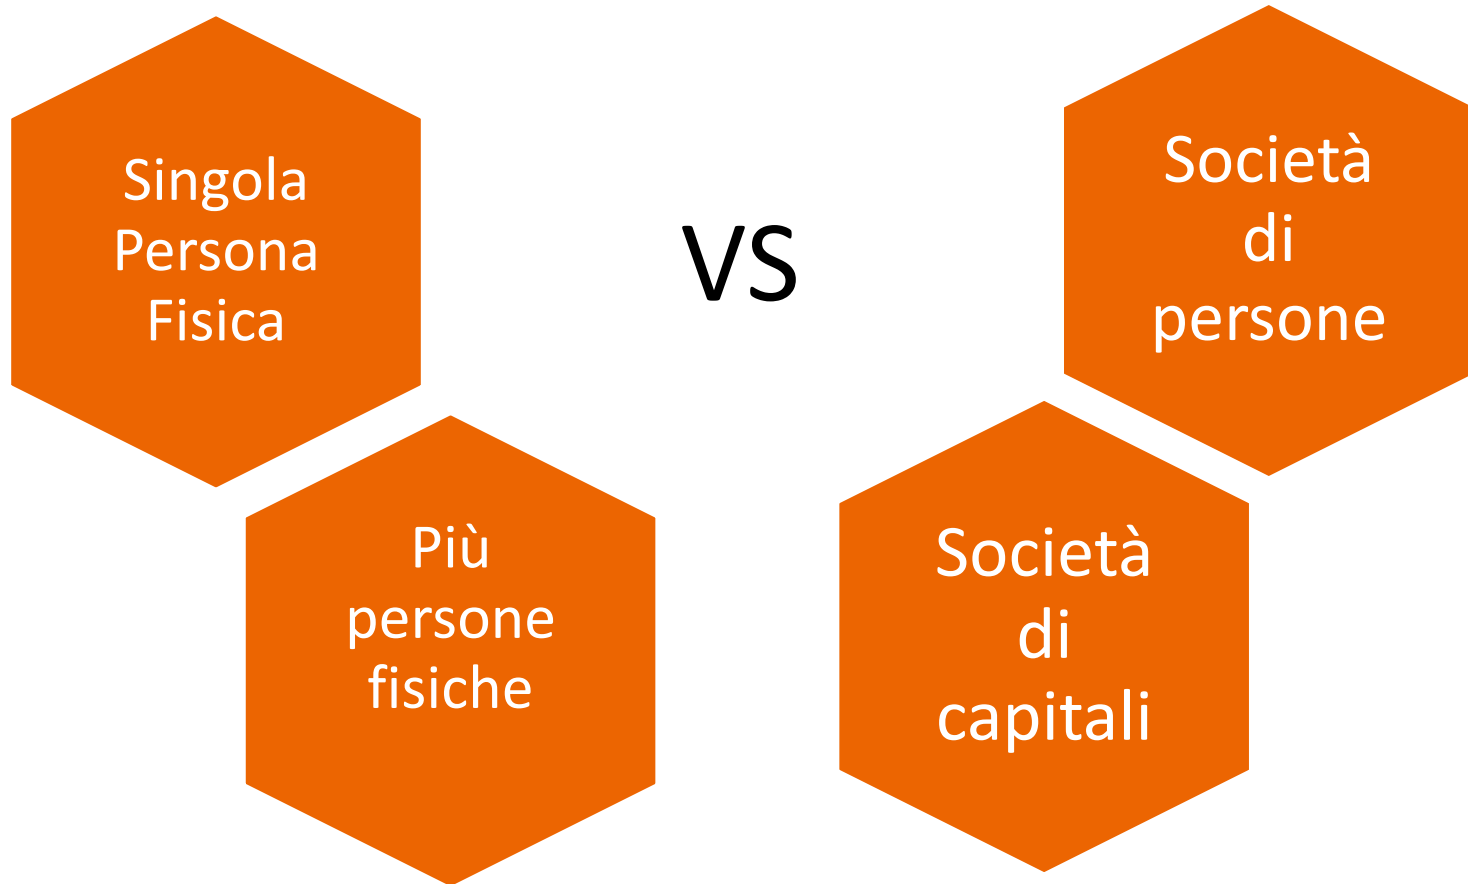 Singola
Persona
Fisica
VS
Società
di
persone
Più
persone
fisiche
Società
di
capitali